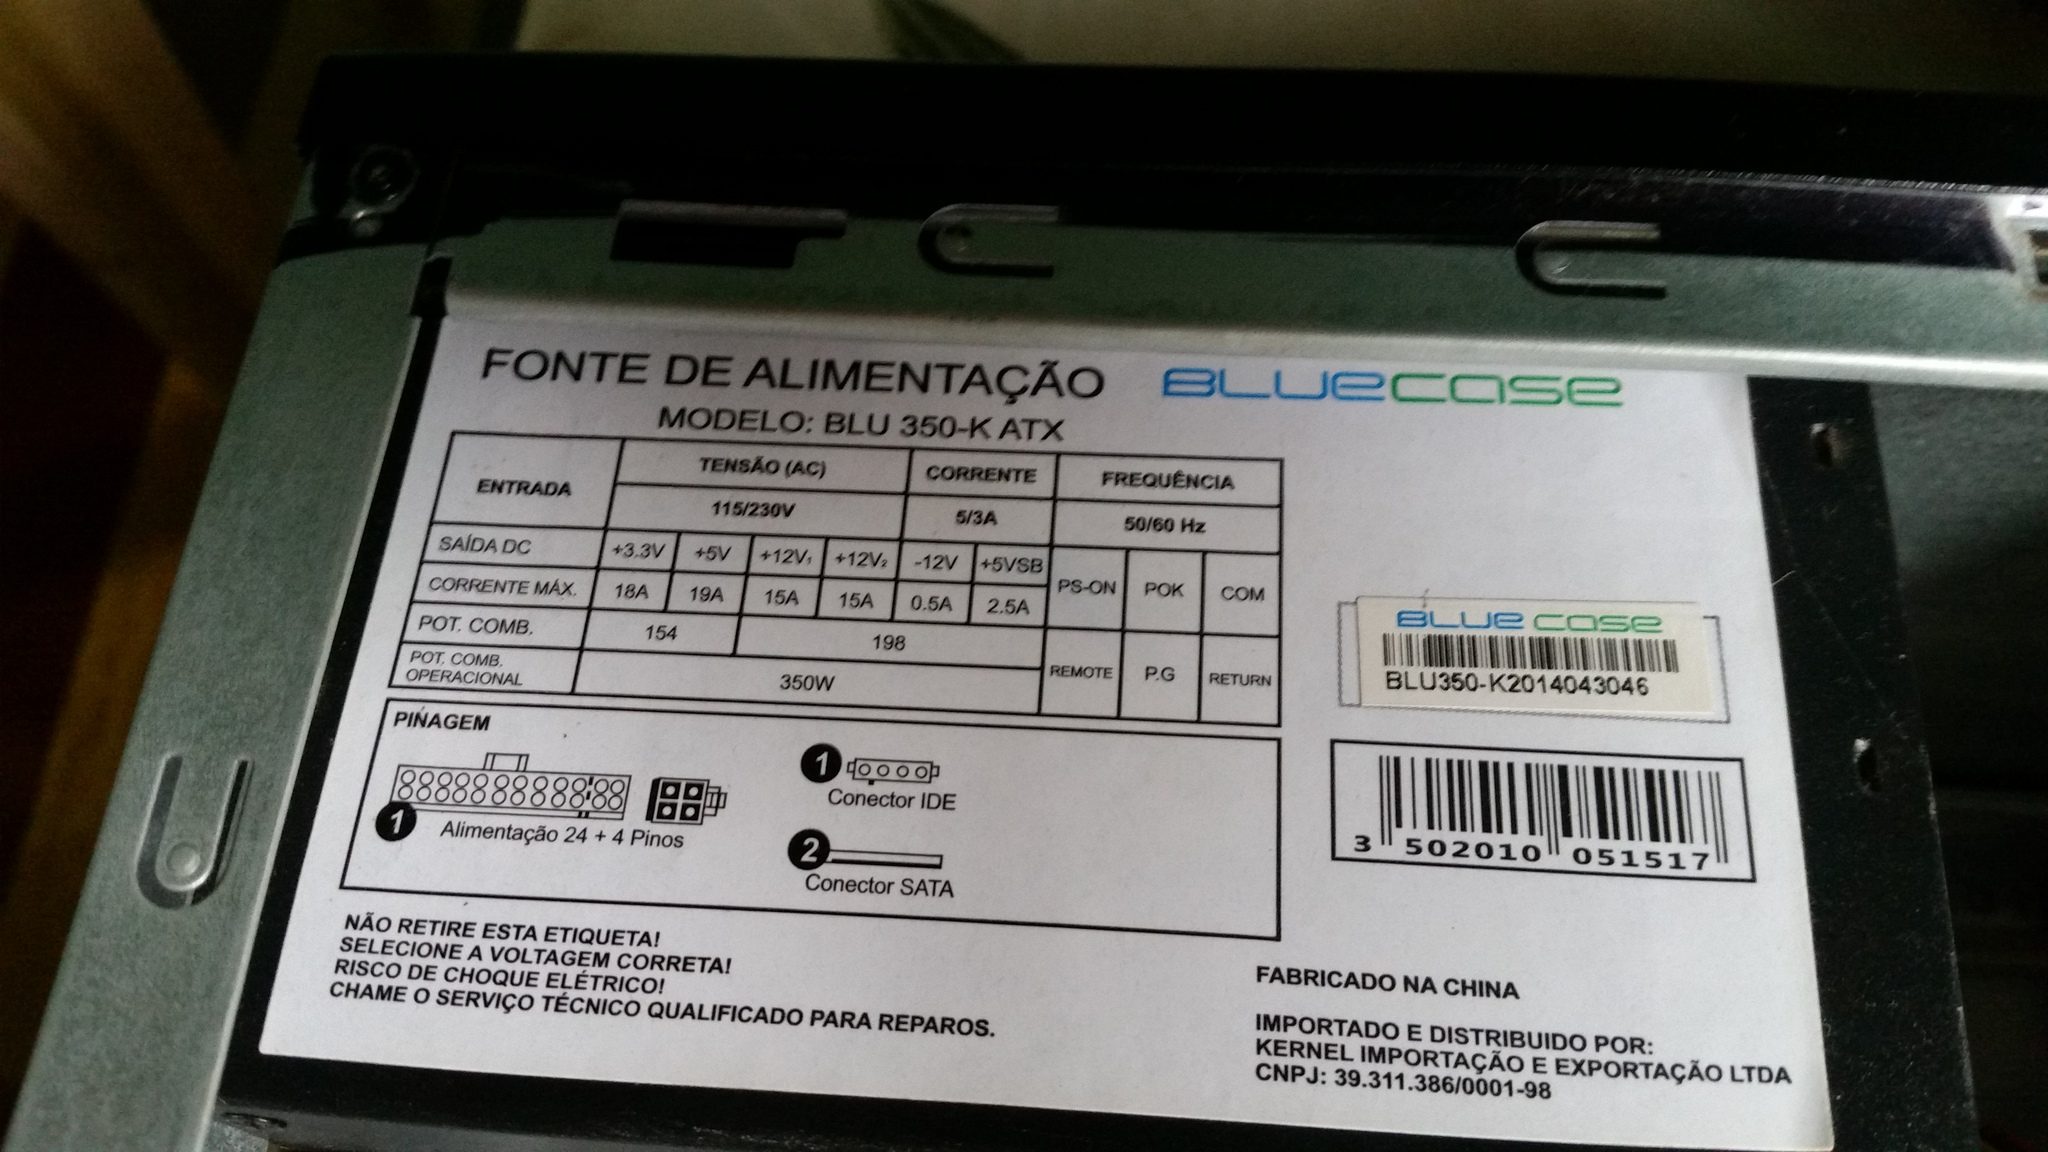 FONTE DE ALIMENTAÇÃO BLUECASE
MODELO: BLU 350-K ATX
ENTRADA TENSÃO (AC) CORRENTE FREQUÊNCIA
115/230V 5/3A 50/60 Hz
SAÍDA DC +3.3V +5V +12V₁ +12V₂ -12V +5VSB PS-ON POK COM
CORRENTE MÁX. 18A 19A 15A 15A 0.5A 2.5A
POT. COMB. 154 198 REMOTE P.G RETURN
POT. COMB. OPERACIONAL 350W
PINAGEM
1 Alimentação 24 + 4 Pinos
1 Conector IDE
2 Conector SATA
BLUECASE
BLU350-K2014043046
3 502010 051517
NÃO RETIRE ESTA ETIQUETA!
SELECIONE A VOLTAGEM CORRETA!
RISCO DE CHOQUE ELÉTRICO!
CHAME O SERVIÇO TÉCNICO QUALIFICADO PARA REPAROS.
FABRICADO NA CHINA
IMPORTADO E DISTRIBUIDO POR:
KERNEL IMPORTAÇÃO E EXPORTAÇÃO LTDA
CNPJ: 39.311.386/0001-98